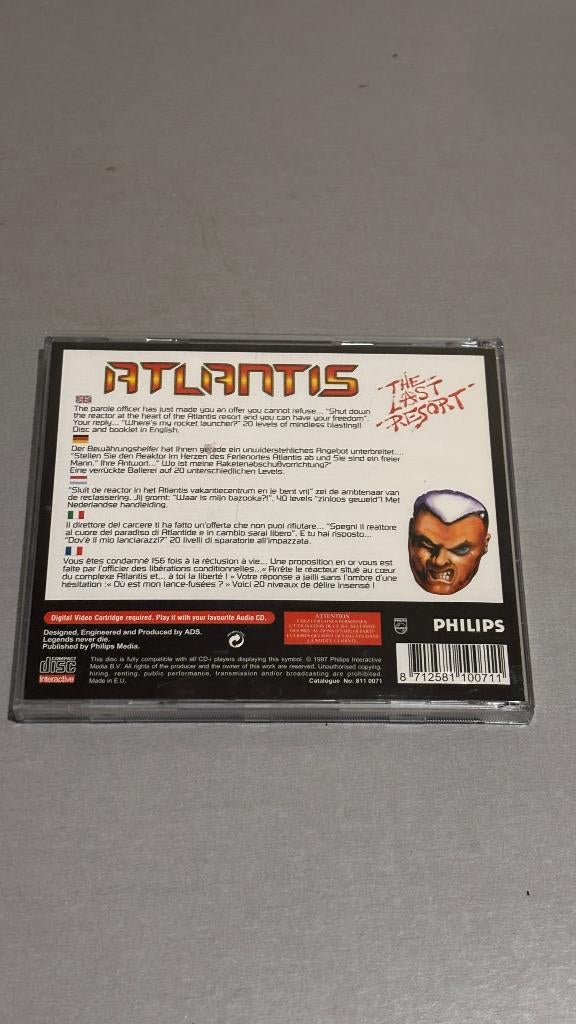 ATLANTIS
THE
LAST
RESORT
The parole officer has just made you an offer you cannot refuse... "Shut down
the reactor at the heart of the Atlantis resort and you can have your freedom".
Your reply... "Where's my rocket launcher?" 20 levels of mindless blasting!!
Disc and booklet in English.
Der Bewährungshelfer hat Ihnen gerade ein unwiderstehliches Angebot unterbreitet....
"Stellen Sie den Reaktor im Herzen des Ferienortes Atlantis ab und Sie sind ein freier
Mann." Ihre Antwort..." Wo ist meine Raketenabschußvorrichtung?"
Eine verrückte Ballerei auf 20 unterschiedlichen Levels.
"Sluit de reactor in het Atlantis vakantiecentrum en je bent vrij" zei de ambtenaar van
de reclassering. Jij gromt: "Waar is mijn bazooka?!". 40 levels "zinloos geweld"! Met
Nederlandse handleiding.
Il direttore del carcere ti ha fatto un'offerta che non puoi rifiutare... "Spegni il reattore
al cuore del paradiso di Atlantide e in cambio sarai libero". E tu hai risposto...
"Dov'è il mio lanciarazzi?" 20 livelli di sparatorie all'impazzata.
Vous êtes condamné 156 fois à la réclusion à vie... Une proposition en or vous est
faite par l'officier des libérations conditionnelles...« Arrête le réacteur situé au cœur
du complexe Atlantis et... à toi la liberté ! » Votre réponse a jailli sans l'ombre d'une
hésitation :« Où est mon lance-fusées ? » Voici 20 niveaux de délire insensé !
Digital Video Cartridge required. Play it with your favourite Audio CD.
Designed, Engineered and Produced by ADS.
Legends never die.
Published by Philips Media.
ATTENTION
PHILIPS
COMPACT
disc
Interactive
This disc is fully compatible with all CD-i players displaying this symbol. © 1997 Philips Interactive
Media B.V. All rights of the producer and the owner of this work are reserved. Unauthorised copying,
hiring, renting, public performance, transmission and/or broadcasting are prohibited.
Made in E.U.
Catalogue No: 811 0071
8 712581 100711